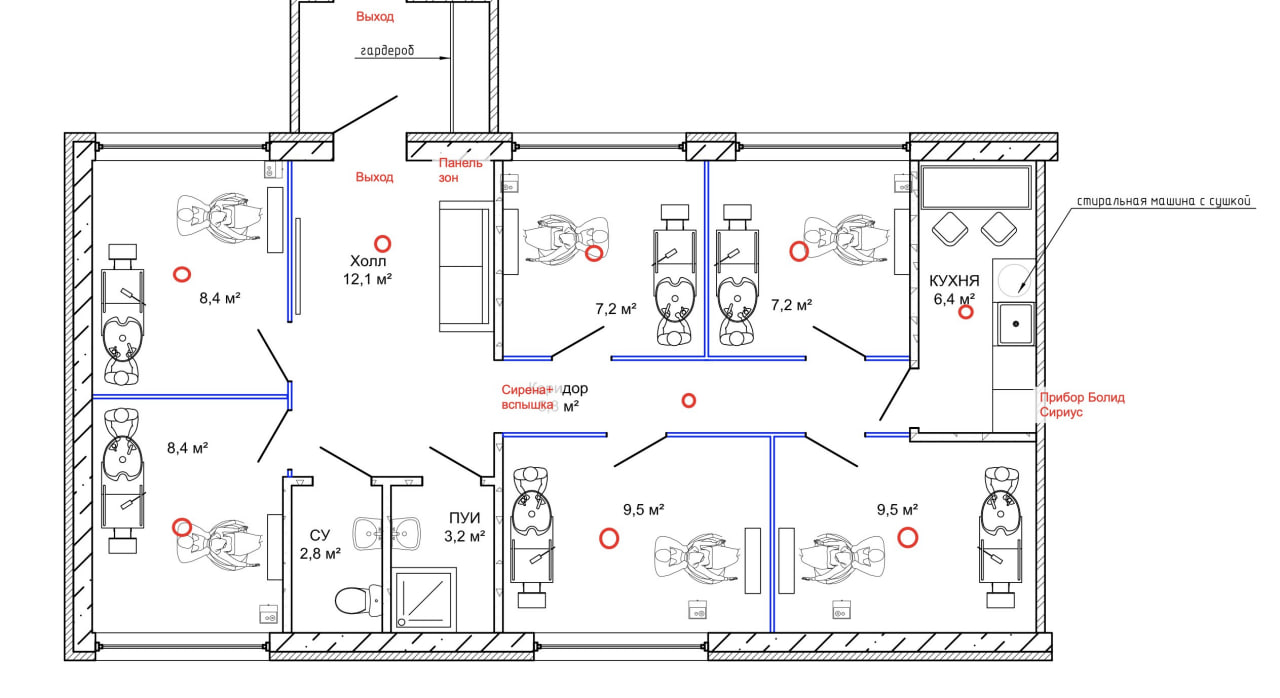 Выход
гардероб
Панель
зон
Выход
стиральная машина с сушкой
Холл
12,1 м²
КУХНЯ
6,4 м²
8,4 м²
7,2 м²
7,2 м²
Сирена+
вспышка
дор
м²
Прибор Болид
Сириус
8,4 м²
9,5 м²
9,5 м²
СУ
2,8 м²
ПУИ
3,2 м²